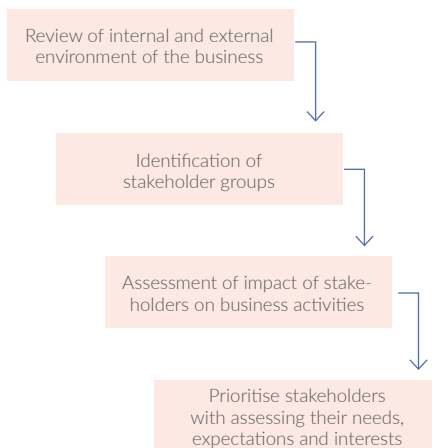 Review of internal and external
environment of the business
Identification of
stakeholder groups
Assessment of impact of stake-
holders on business activities
Prioritise stakeholders
with assessing their needs,
expectations and interests